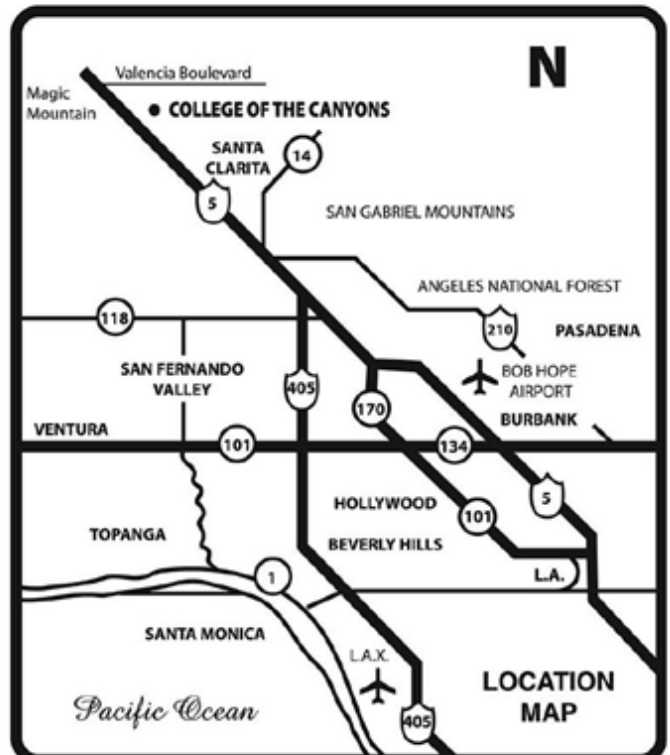 N
Valencia Boulevard
Magic
Mountain
COLLEGE OF THE CANYONS
SANTA
CLARITA
14
5
SAN GABRIEL MOUNTAINS
ANGELES NATIONAL FOREST
118
210
PASADENA
SAN FERNANDO
VALLEY
405
BOB HOPE
AIRPORT
170
BURBANK
VENTURA
101
134
5
HOLLYWOOD
101
TOPANGA
BEVERLY HILLS
1
L.A.
SANTA MONICA
L.A.X.
LOCATION
MAP
Pacific Ocean
405